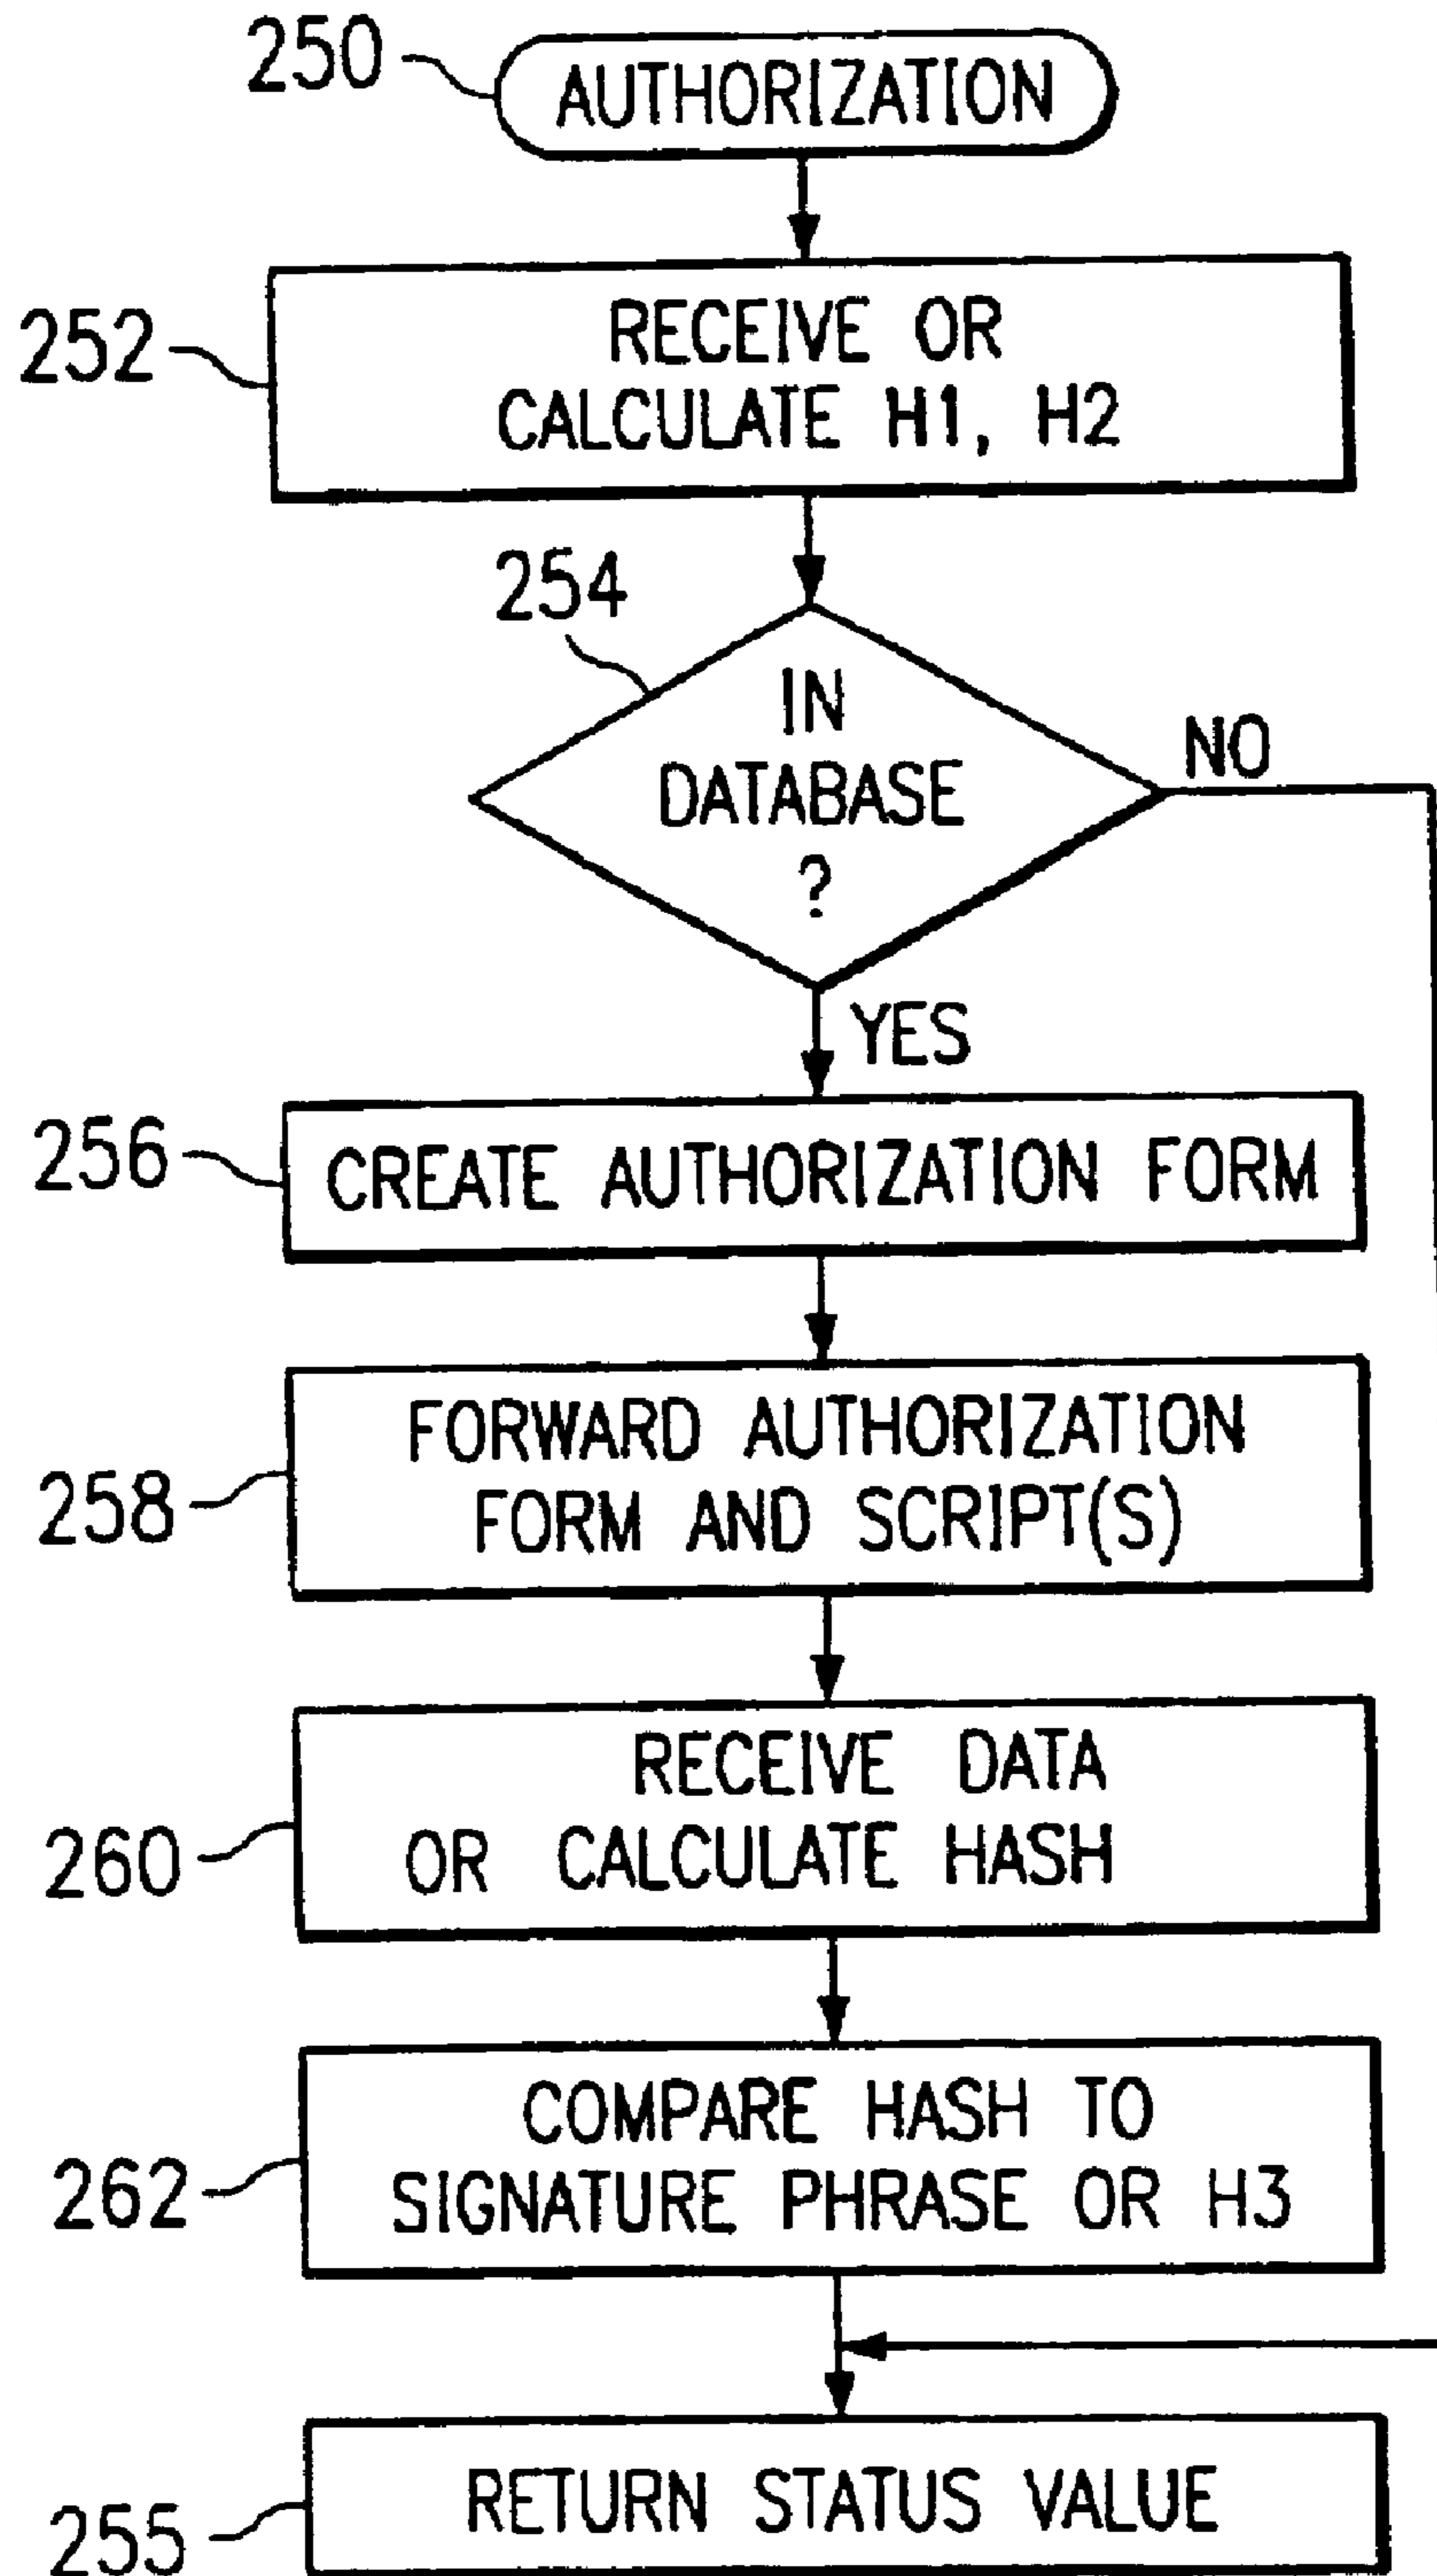 250
AUTHORIZATION
252
RECEIVE OR
CALCULATE H1, H2
254
IN
DATABASE
?
NO
YES
256
CREATE AUTHORIZATION FORM
258
FORWARD AUTHORIZATION
FORM AND SCRIPT(S)
260
RECEIVE DATA
OR CALCULATE HASH
262
COMPARE HASH TO
SIGNATURE PHRASE OR H3
255
RETURN STATUS VALUE